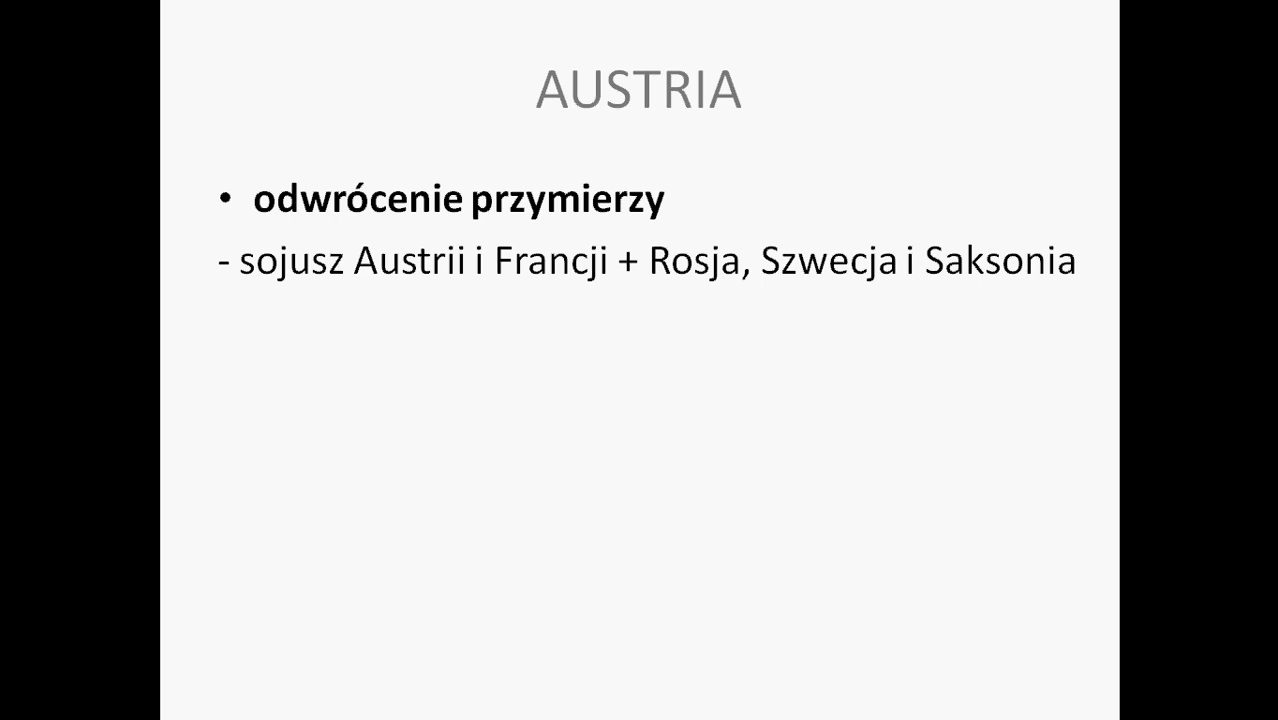 AUSTRIA
• odwrócenie przymierzy
- sojusz Austrii i Francji + Rosja, Szwecja i Saksonia